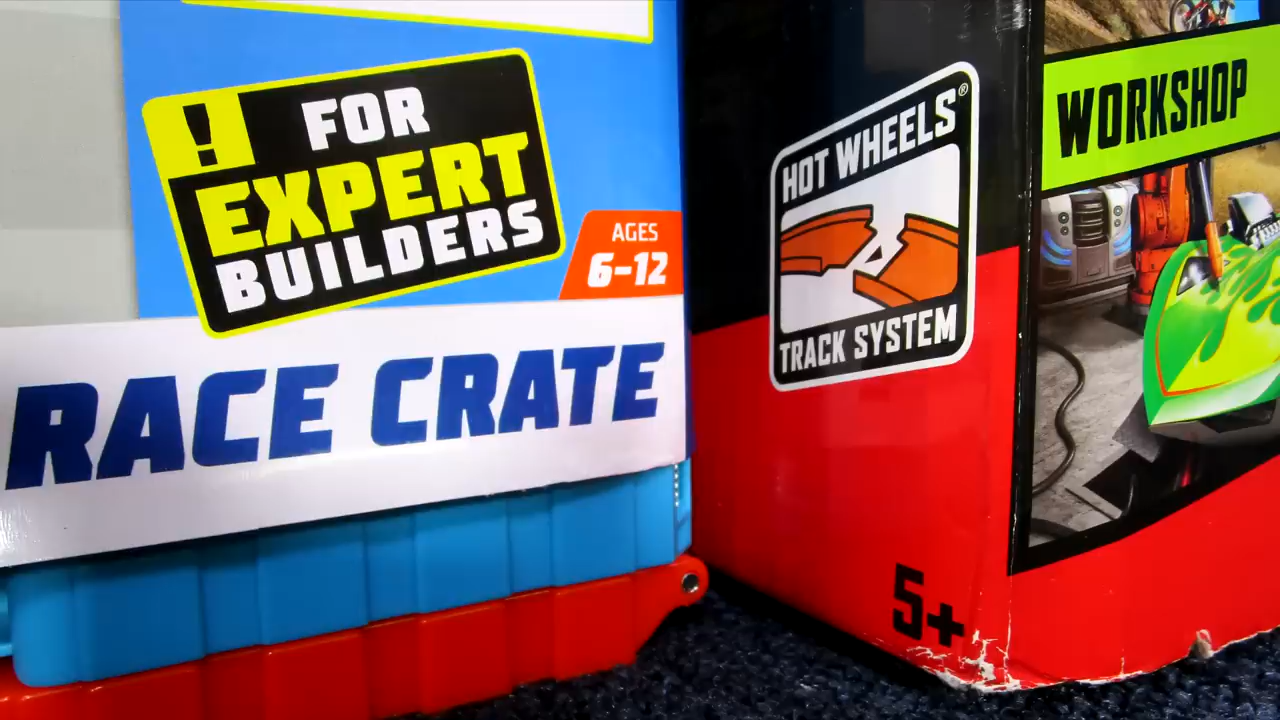 !
FOR
EXPERT
BUILDERS
AGES
6-12
RACE CRATE
HOT WHEELS®
TRACK SYSTEM
5+
WORKSHOP